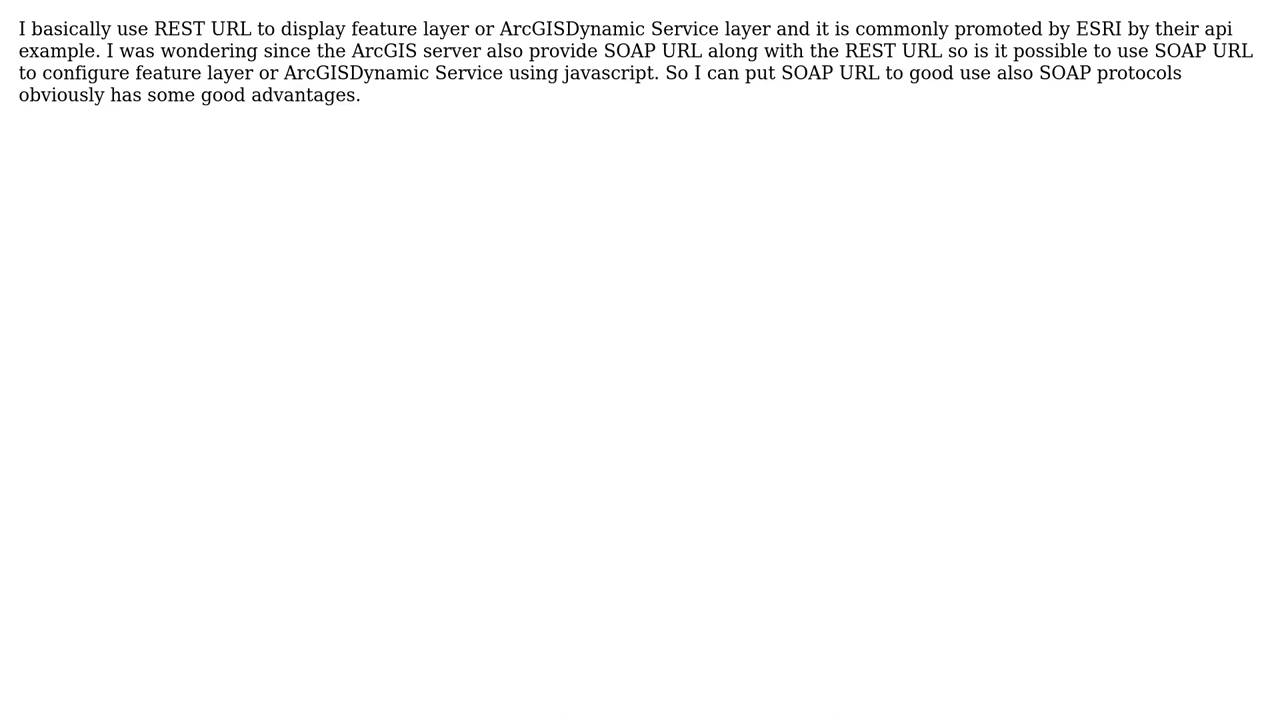 I basically use REST URL to display feature layer or ArcGISDynamic Service layer and it is commonly promoted by ESRI by their api
example. I was wondering since the ArcGIS server also provide SOAP URL along with the REST URL so is it possible to use SOAP URL
to configure feature layer or ArcGISDynamic Service using javascript. So I can put SOAP URL to good use also SOAP protocols
obviously has some good advantages.